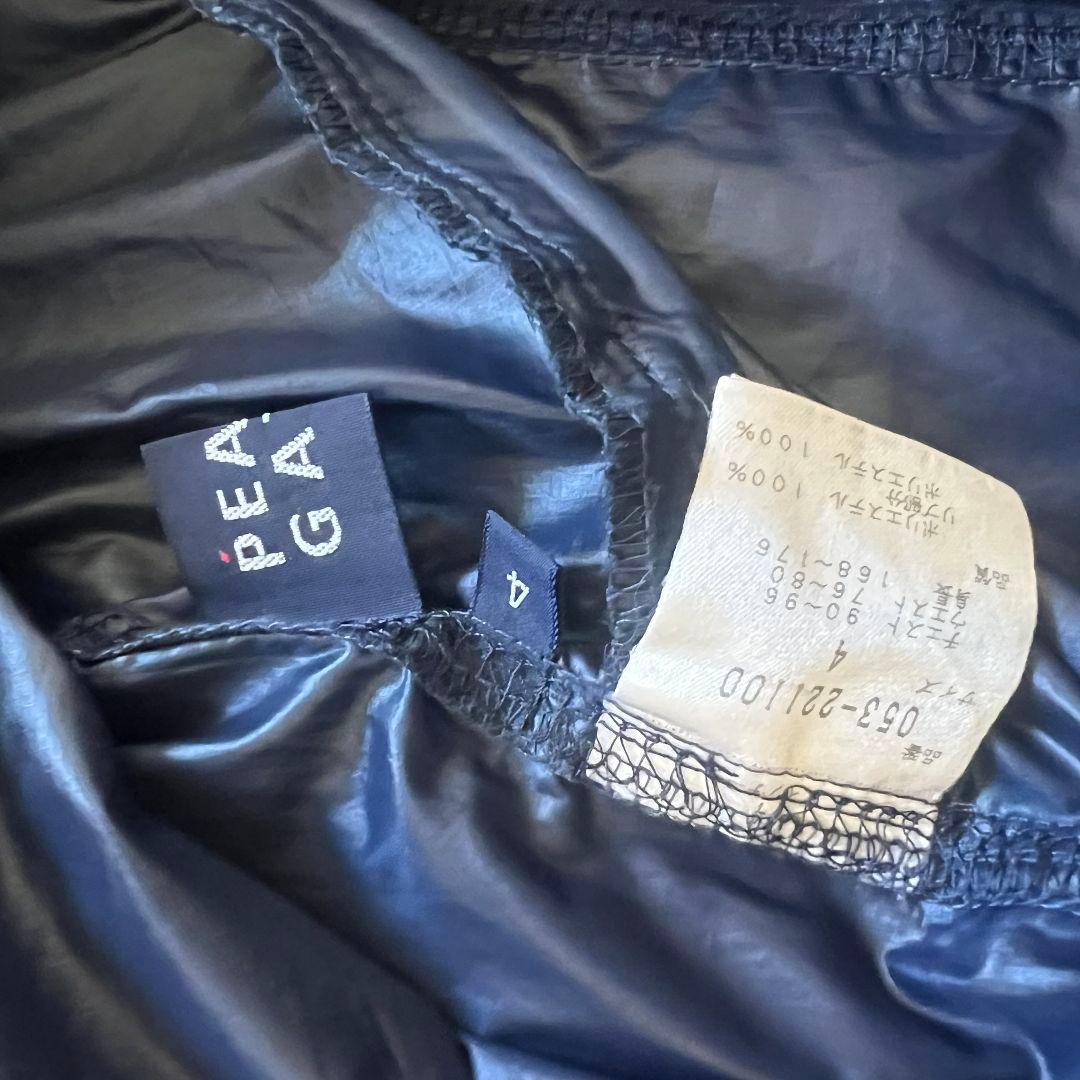 PEA
GA
4
品番
053-221100
サイズ
4
チェスト 90~96
ウエスト 76~80
身長 168~176
品質
ポリエステル 100%
リブ部分
ポリエステル 100%